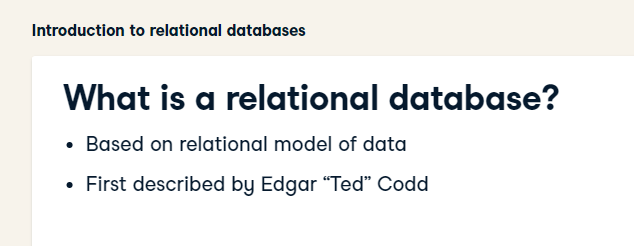 Introduction to relational databases
What is a relational database?
• Based on relational model of data
• First described by Edgar “Ted” Codd